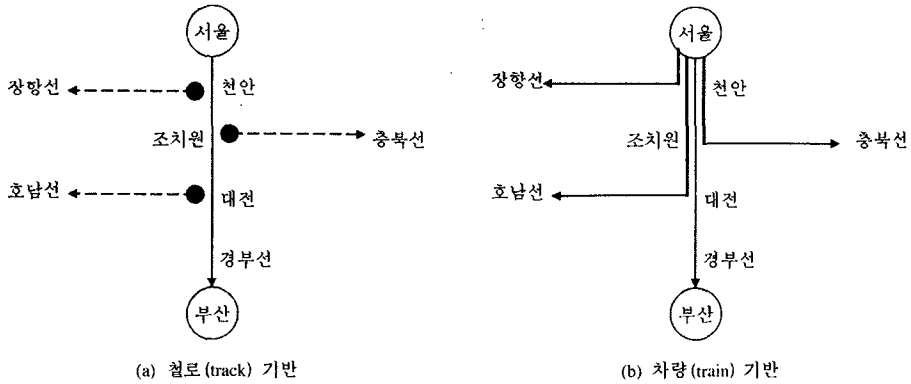 서울
장항선
천안
조치원
충북선
호남선
대전
경부선
부산
(a) 철로(track) 기반
서울
장항선
천안
조치원
충북선
호남선
대전
경부선
부산
(b) 차량(train) 기반